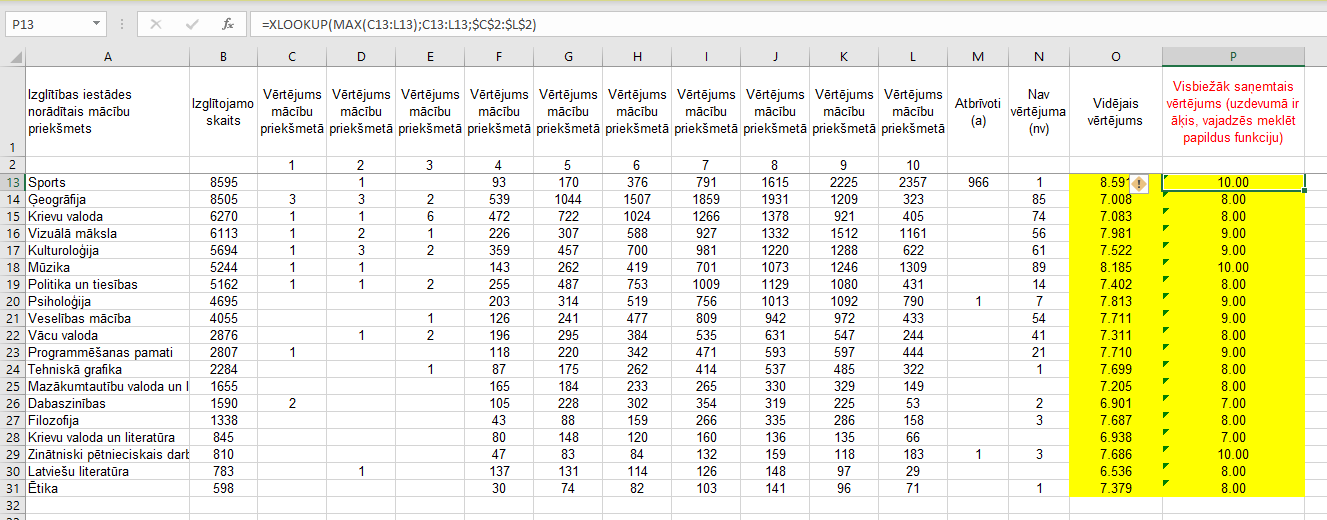 P13 fx =XLOOKUP(MAX(C13:L13);C13:L13;$C$2:$L$2)
A B C D E F G H I J K L M N O P
1 Izglītības iestādes norādītais mācību priekšmets Izglītojamo skaits Vērtējums mācību priekšmetā Vērtējums mācību priekšmetā Vērtējums mācību priekšmetā Vērtējums mācību priekšmetā Vērtējums mācību priekšmetā Vērtējums mācību priekšmetā Vērtējums mācību priekšmetā Vērtējums mācību priekšmetā Vērtējums mācību priekšmetā Vērtējums mācību priekšmetā Atbrīvoti (a) Nav vērtējuma (nv) Vidējais vērtējums Visbiežāk saņemtais vērtējums (uzdevumā ir āķis, vajadzēs meklēt papildus funkciju)
2 1 2 3 4 5 6 7 8 9 10
13 Sports 8595 1 93 170 376 791 1615 2225 2357 966 1 8.591 10.00
14 Ģeogrāfija 8505 3 3 2 539 1044 1507 1859 1931 1209 323 85 7.008 8.00
15 Krievu valoda 6270 1 1 6 472 722 1024 1266 1378 921 405 74 7.083 8.00
16 Vizuālā māksla 6113 1 2 1 226 307 588 927 1332 1512 1161 56 7.981 9.00
17 Kulturoloģija 5694 1 3 2 359 457 700 981 1220 1288 622 61 7.522 9.00
18 Mūzika 5244 1 1 143 262 419 701 1073 1246 1309 89 8.185 10.00
19 Politika un tiesības 5162 1 1 2 255 487 753 1009 1129 1080 431 14 7.402 8.00
20 Psiholoģija 4695 203 314 519 756 1013 1092 790 1 7 7.813 9.00
21 Veselības mācība 4055 1 126 241 477 809 942 972 433 54 7.711 9.00
22 Vācu valoda 2876 1 2 196 295 384 535 631 547 244 41 7.311 8.00
23 Programmēšanas pamati 2807 1 118 220 342 471 593 597 444 21 7.710 9.00
24 Tehniskā grafika 2284 1 87 175 262 414 537 485 322 1 7.699 8.00
25 Mazākumtautību valoda un l 1655 165 184 233 265 330 329 149 7.205 8.00
26 Dabaszinības 1590 2 105 228 302 354 319 225 53 2 6.901 7.00
27 Filozofija 1338 43 88 159 266 335 286 158 3 7.687 8.00
28 Krievu valoda un literatūra 845 80 148 120 160 136 135 66 6.938 7.00
29 Zinātniski pētnieciskais darb 810 47 83 84 132 159 118 183 1 3 7.686 10.00
30 Latviešu literatūra 783 1 137 131 114 126 148 97 29 6.536 8.00
31 Ētika 598 30 74 82 103 141 96 71 1 7.379 8.00
32